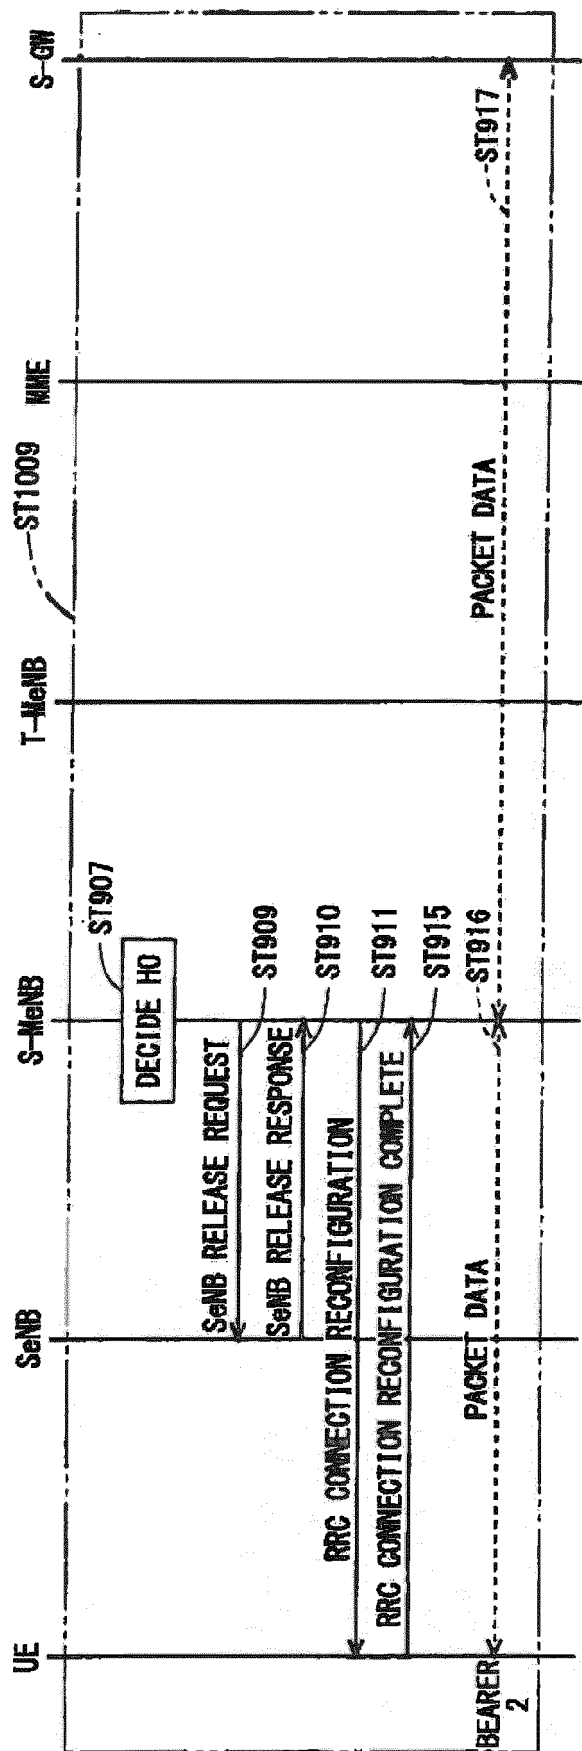 UE
SeNB
S-MeNB
T-MeNB
MME
S-GW
ST1009
ST907
DECIDE HO
SeNB RELEASE REQUEST
ST909
SeNB RELEASE RESPONSE
ST910
RRC CONNECTION RECONFIGURATION
ST911
RRC CONNECTION RECONFIGURATION COMPLETE
ST915
BEARER
2
PACKET DATA
ST916
PACKET DATA
ST917